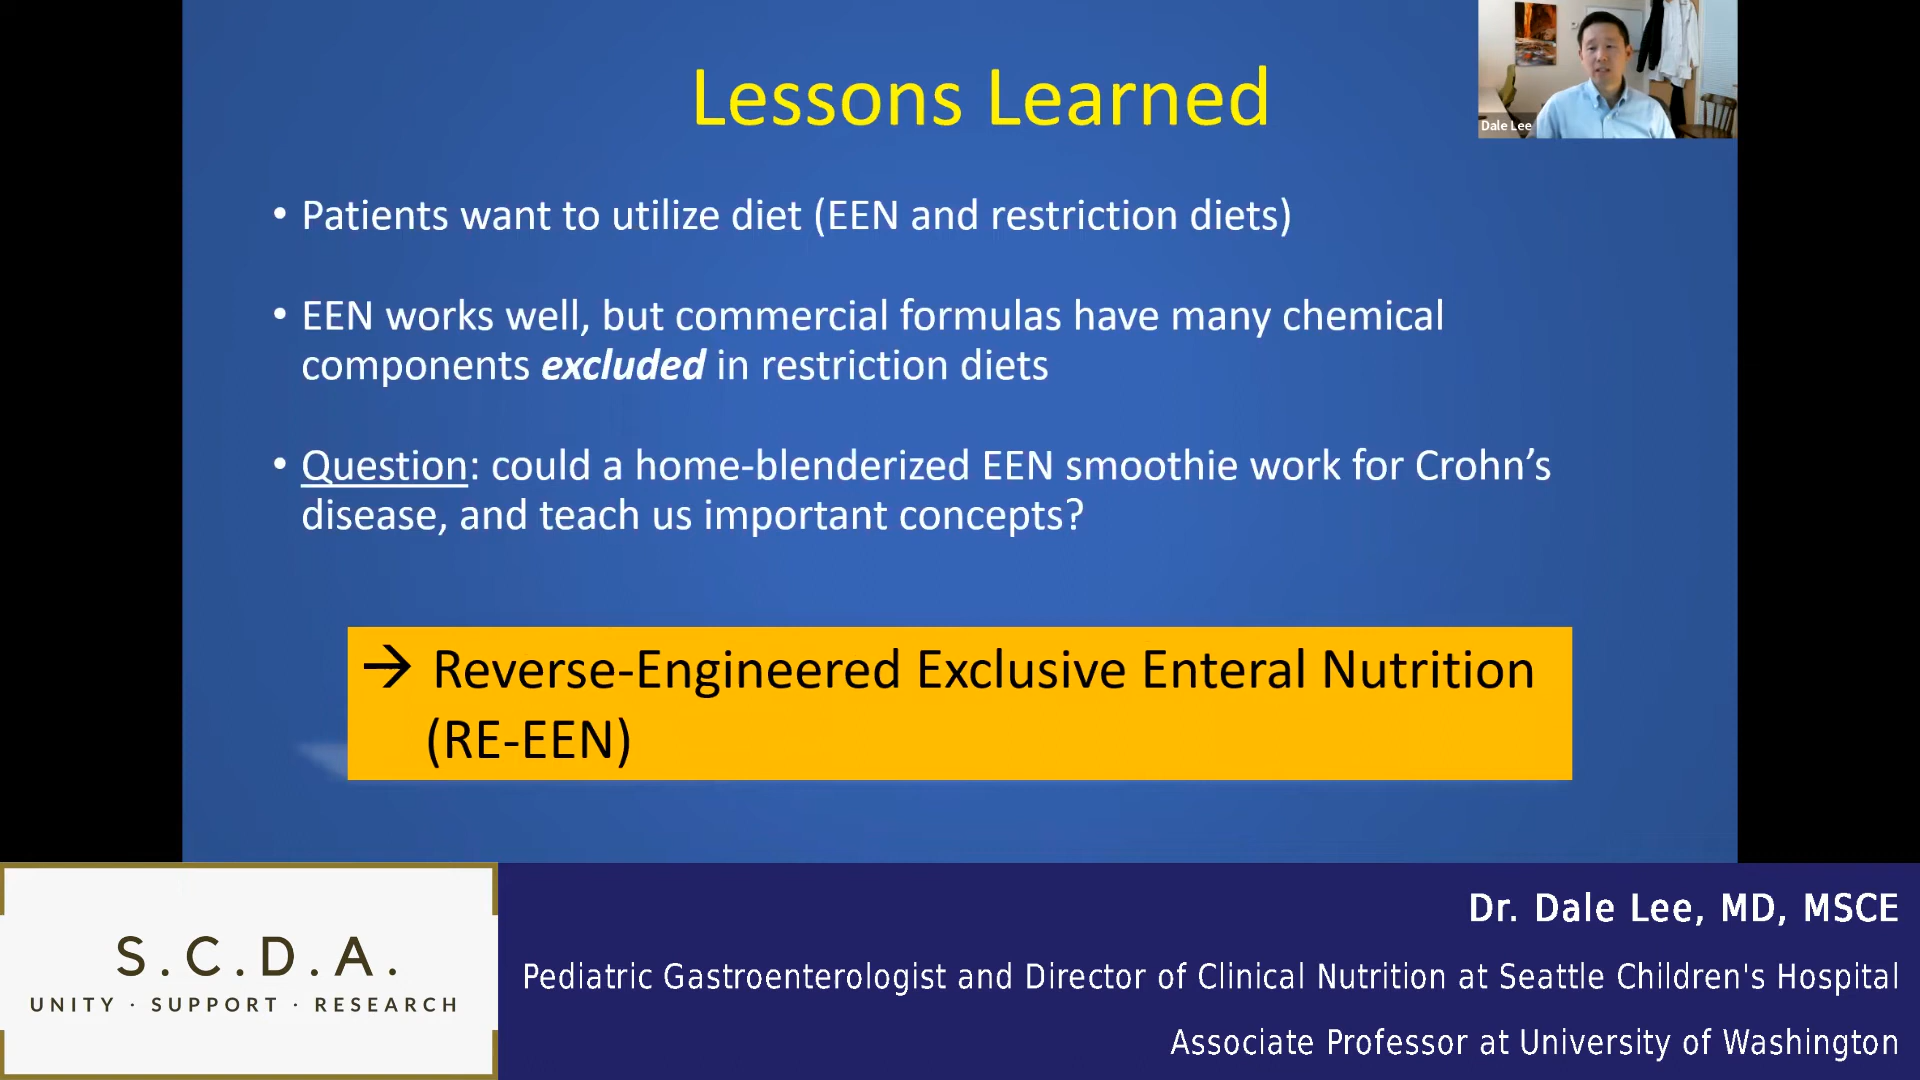 Lessons Learned
Dale Lee
• Patients want to utilize diet (EEN and restriction diets)
• EEN works well, but commercial formulas have many chemical
components excluded in restriction diets
• Question: could a home-blenderized EEN smoothie work for Crohn’s
disease, and teach us important concepts?
→ Reverse-Engineered Exclusive Enteral Nutrition
(RE-EEN)
S.C.D.A.
UNITY · SUPPORT · RESEARCH
Dr. Dale Lee, MD, MSCE
Pediatric Gastroenterologist and Director of Clinical Nutrition at Seattle Children's Hospital
Associate Professor at University of Washington